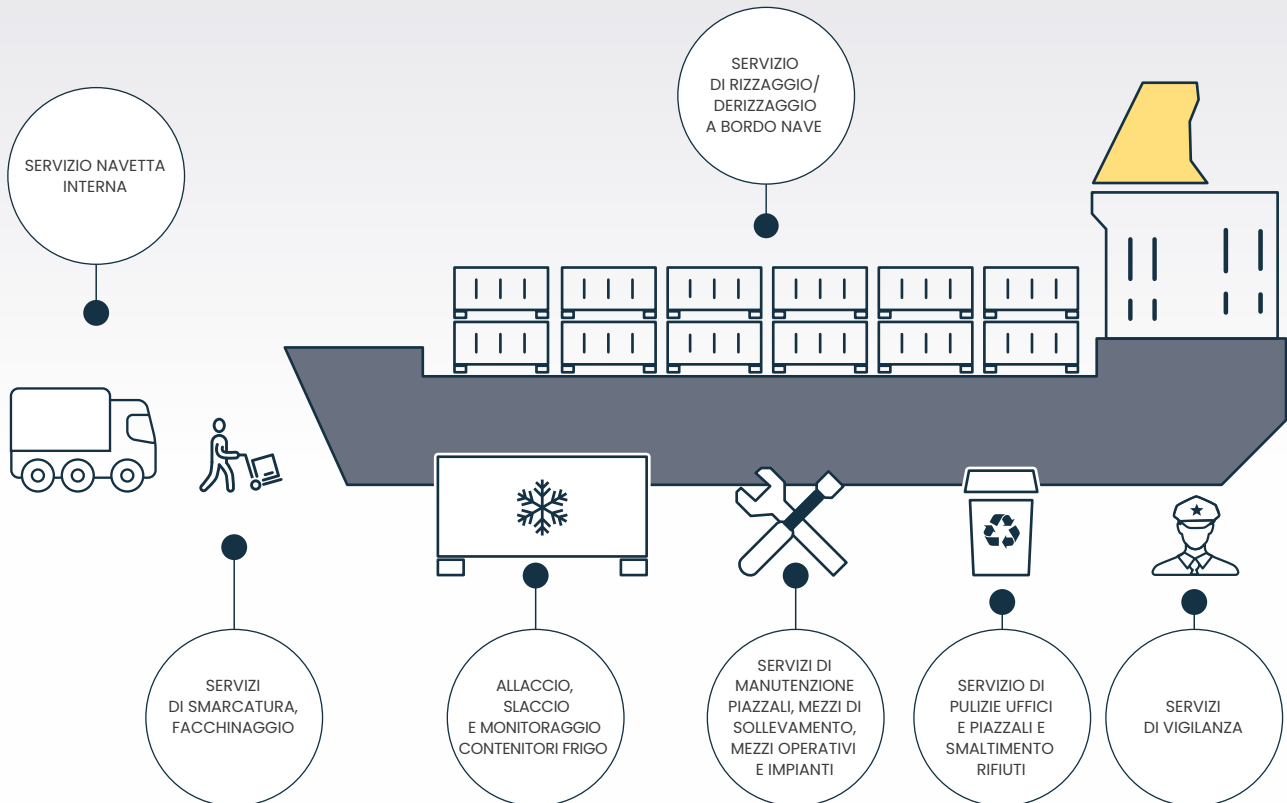 SERVIZIO NAVETTA
INTERNA
SERVIZIO
DI RIZZAGGIO/
DERIZZAGGIO
A BORDO NAVE
SERVIZI
DI SMARCATURA,
FACCHINAGGIO
ALLACCIO,
SLACCIO
E MONITORAGGIO
CONTENITORI FRIGO
SERVIZI DI
MANUTENZIONE
PIAZZALI, MEZZI DI
SOLLEVAMENTO,
MEZZI OPERATIVI
E IMPIANTI
SERVIZIO DI
PULIZIE UFFICI
E PIAZZALI E
SMALTIMENTO
RIFIUTI
SERVIZI
DI VIGILANZA